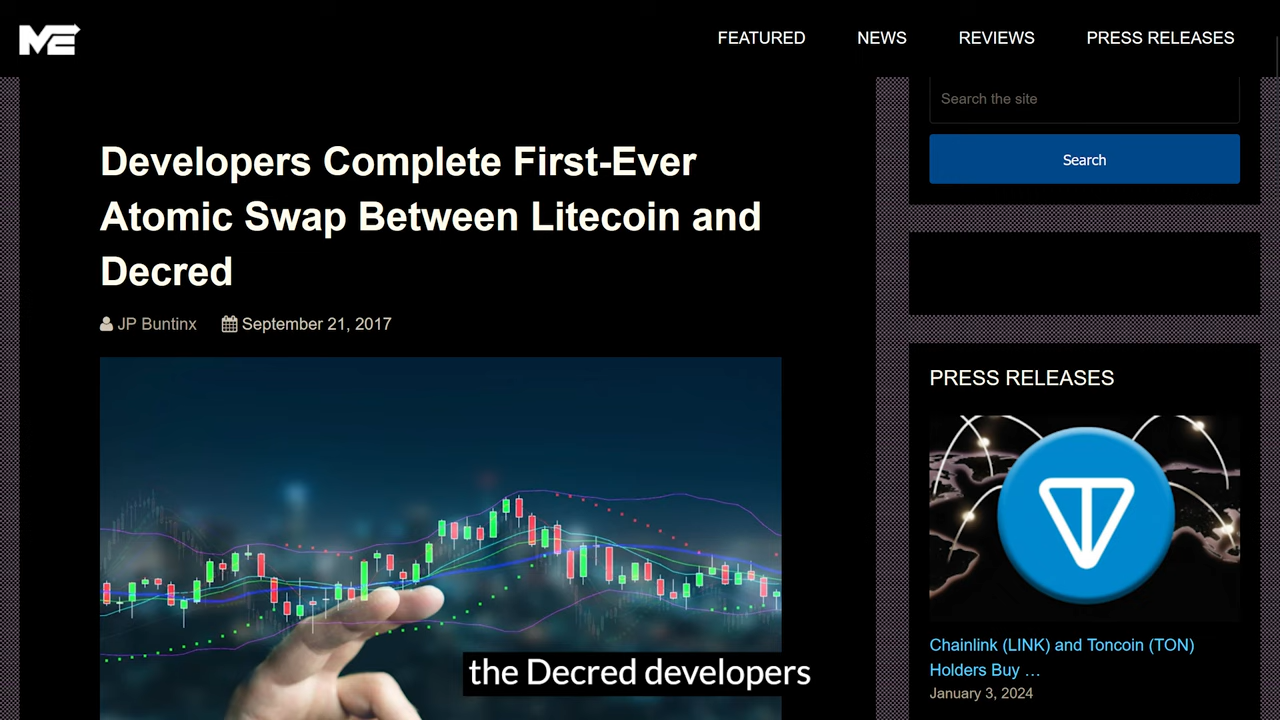 ME
FEATURED
NEWS
REVIEWS
PRESS RELEASES
Search the site
Search
Developers Complete First-Ever
Atomic Swap Between Litecoin and
Decred
JP Buntinx
September 21, 2017
PRESS RELEASES
Chainlink (LINK) and Toncoin (TON)
Holders Buy …
January 3, 2024
the Decred developers